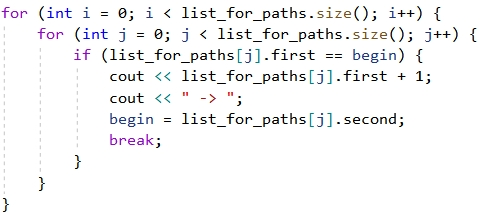 for (int i = 0; i < list_for_paths.size(); i++) {
    for (int j = 0; j < list_for_paths.size(); j++) {
        if (list_for_paths[j].first == begin) {
            cout << list_for_paths[j].first + 1;
            cout << " -> ";
            begin = list_for_paths[j].second;
            break;
        }
    }
}